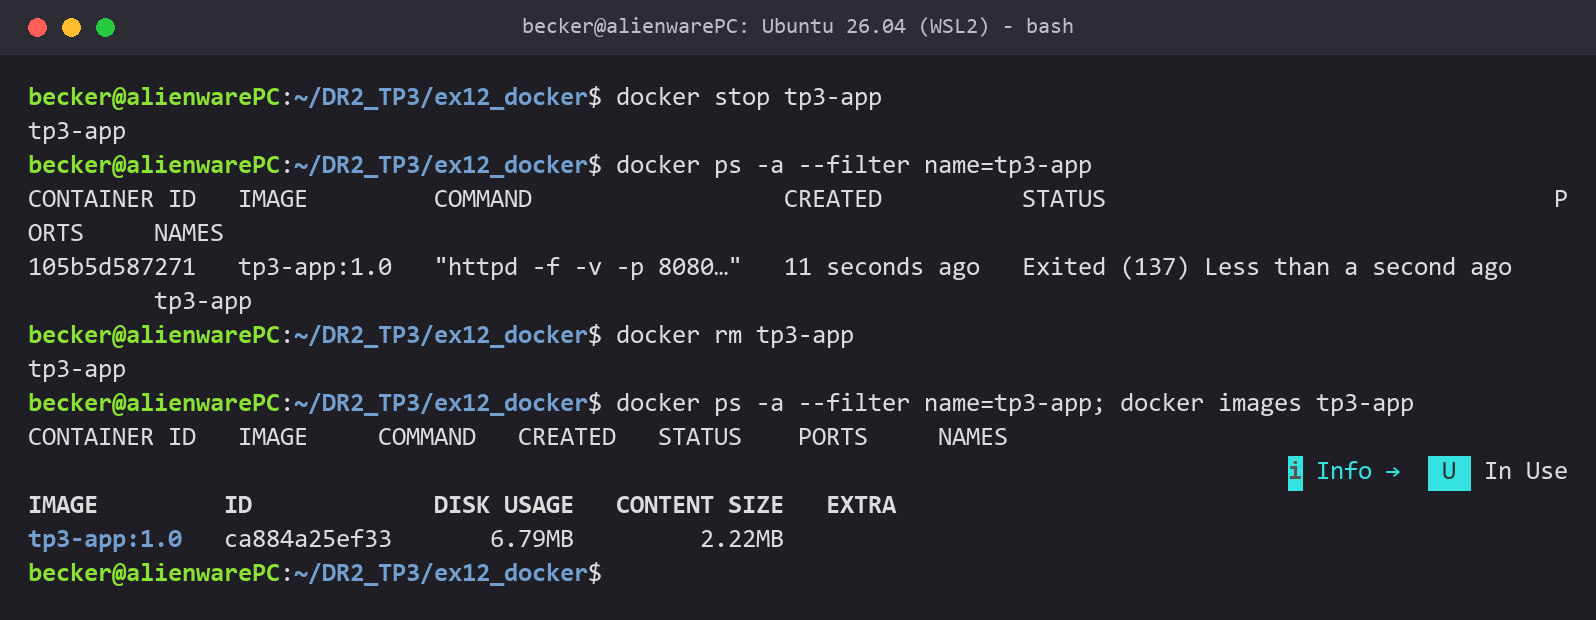 becker@alienwarePC: Ubuntu 26.04 (WSL2) - bash
becker@alienwarePC:~/DR2_TP3/ex12_docker$ docker stop tp3-app
tp3-app
becker@alienwarePC:~/DR2_TP3/ex12_docker$ docker ps -a --filter name=tp3-app
CONTAINER ID   IMAGE         COMMAND                  CREATED          STATUS                                P
ORTS     NAMES
105b5d587271   tp3-app:1.0   "httpd -f -v -p 8080…"   11 seconds ago   Exited (137) Less than a second ago
         tp3-app
becker@alienwarePC:~/DR2_TP3/ex12_docker$ docker rm tp3-app
tp3-app
becker@alienwarePC:~/DR2_TP3/ex12_docker$ docker ps -a --filter name=tp3-app; docker images tp3-app
CONTAINER ID   IMAGE     COMMAND   CREATED   STATUS    PORTS     NAMES
i Info →   U  In Use
IMAGE         ID             DISK USAGE   CONTENT SIZE   EXTRA
tp3-app:1.0   ca884a25ef33       6.79MB         2.22MB
becker@alienwarePC:~/DR2_TP3/ex12_docker$